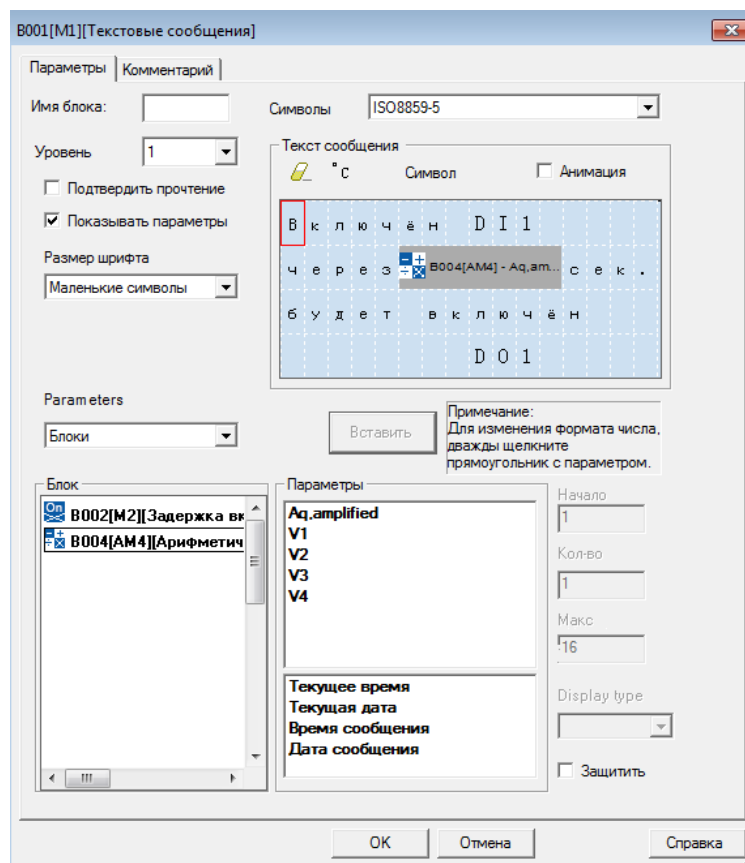 B001[M1][Текстовые сообщения]
Параметры
Комментарий
Имя блока:
Символы
ISO8859-5
Уровень
1
Текст сообщения
°C
Символ
Анимация
Подтвердить прочтение
Показывать параметры
Включён DI1
Размер шрифта
через B004[AM4] - Aq,am... сек.
Маленькие символы
будет включён
DO1
Parameters
Блоки
Вставить
Примечание:
Для изменения формата числа,
дважды щелкните
прямоугольник с параметром.
Блок
B002[M2][Задержка вк
B004[AM4][Арифметич
Параметры
Aq,amplified
V1
V2
V3
V4
Текущее время
Текущая дата
Время сообщения
Дата сообщения
Начало
1
Кол-во
1
Макс
16
Display type
Защитить
OK
Отмена
Справка